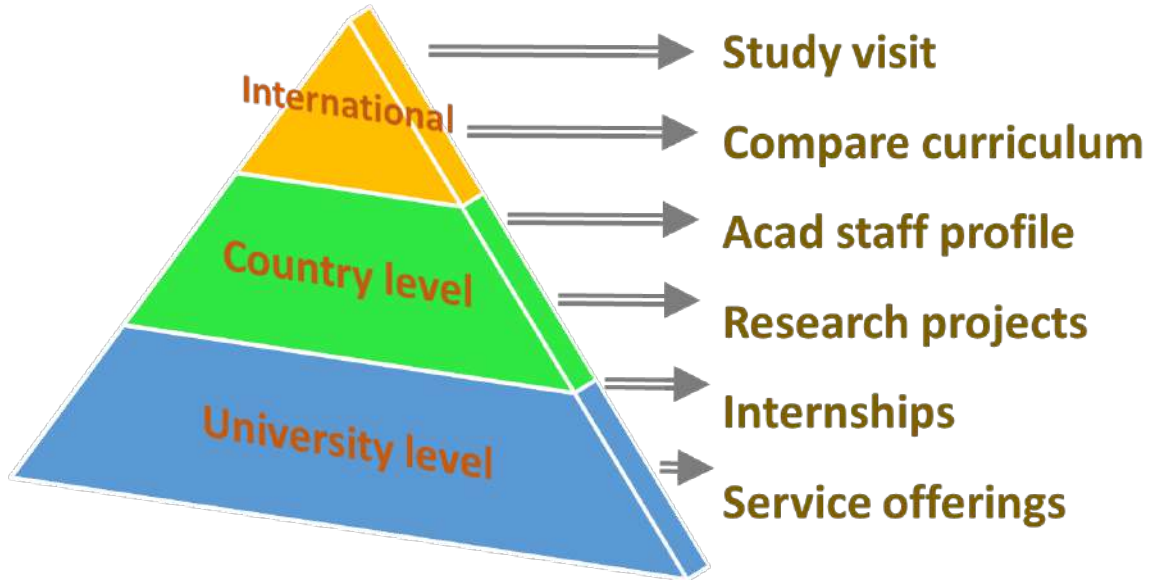 International
Country level
University level
Study visit
Compare curriculum
Acad staff profile
Research projects
Internships
Service offerings